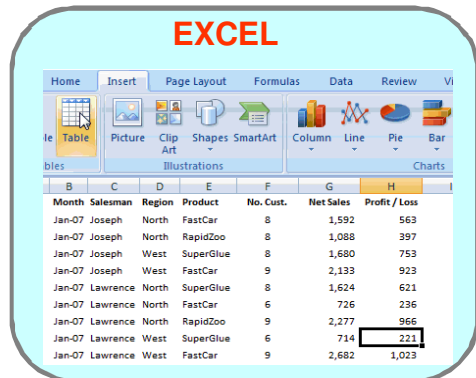 EXCEL
Home Insert Page Layout Formulas Data Review Vi
le Table Picture Clip Art Shapes SmartArt Column Line Pie Bar
bles Illustrations Charts
B C D E F G H
Month Salesman Region Product No. Cust. Net Sales Profit / Loss
Jan-07 Joseph North FastCar 8 1,592 563
Jan-07 Joseph North RapidZoo 8 1,088 397
Jan-07 Joseph West SuperGlue 8 1,680 753
Jan-07 Joseph West FastCar 9 2,133 923
Jan-07 Lawrence North SuperGlue 8 1,624 621
Jan-07 Lawrence North FastCar 6 726 236
Jan-07 Lawrence North RapidZoo 9 2,277 966
Jan-07 Lawrence West SuperGlue 6 714 221
Jan-07 Lawrence West FastCar 9 2,682 1,023